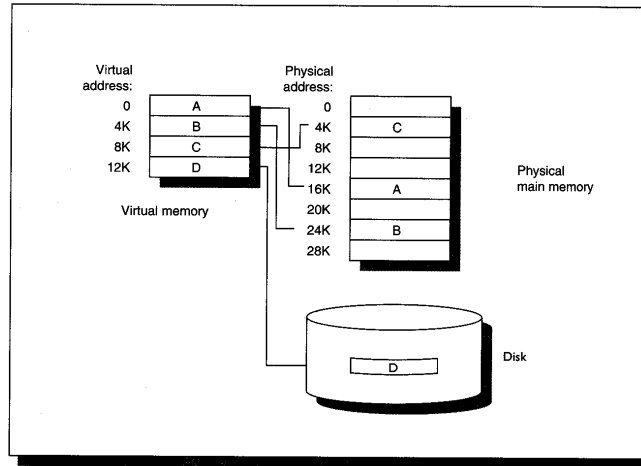 Virtual
address:
0
4K
8K
12K
A
B
C
D
Virtual memory
Physical
address:
0
4K
8K
12K
16K
20K
24K
28K
C
A
B
Physical
main memory
D
Disk